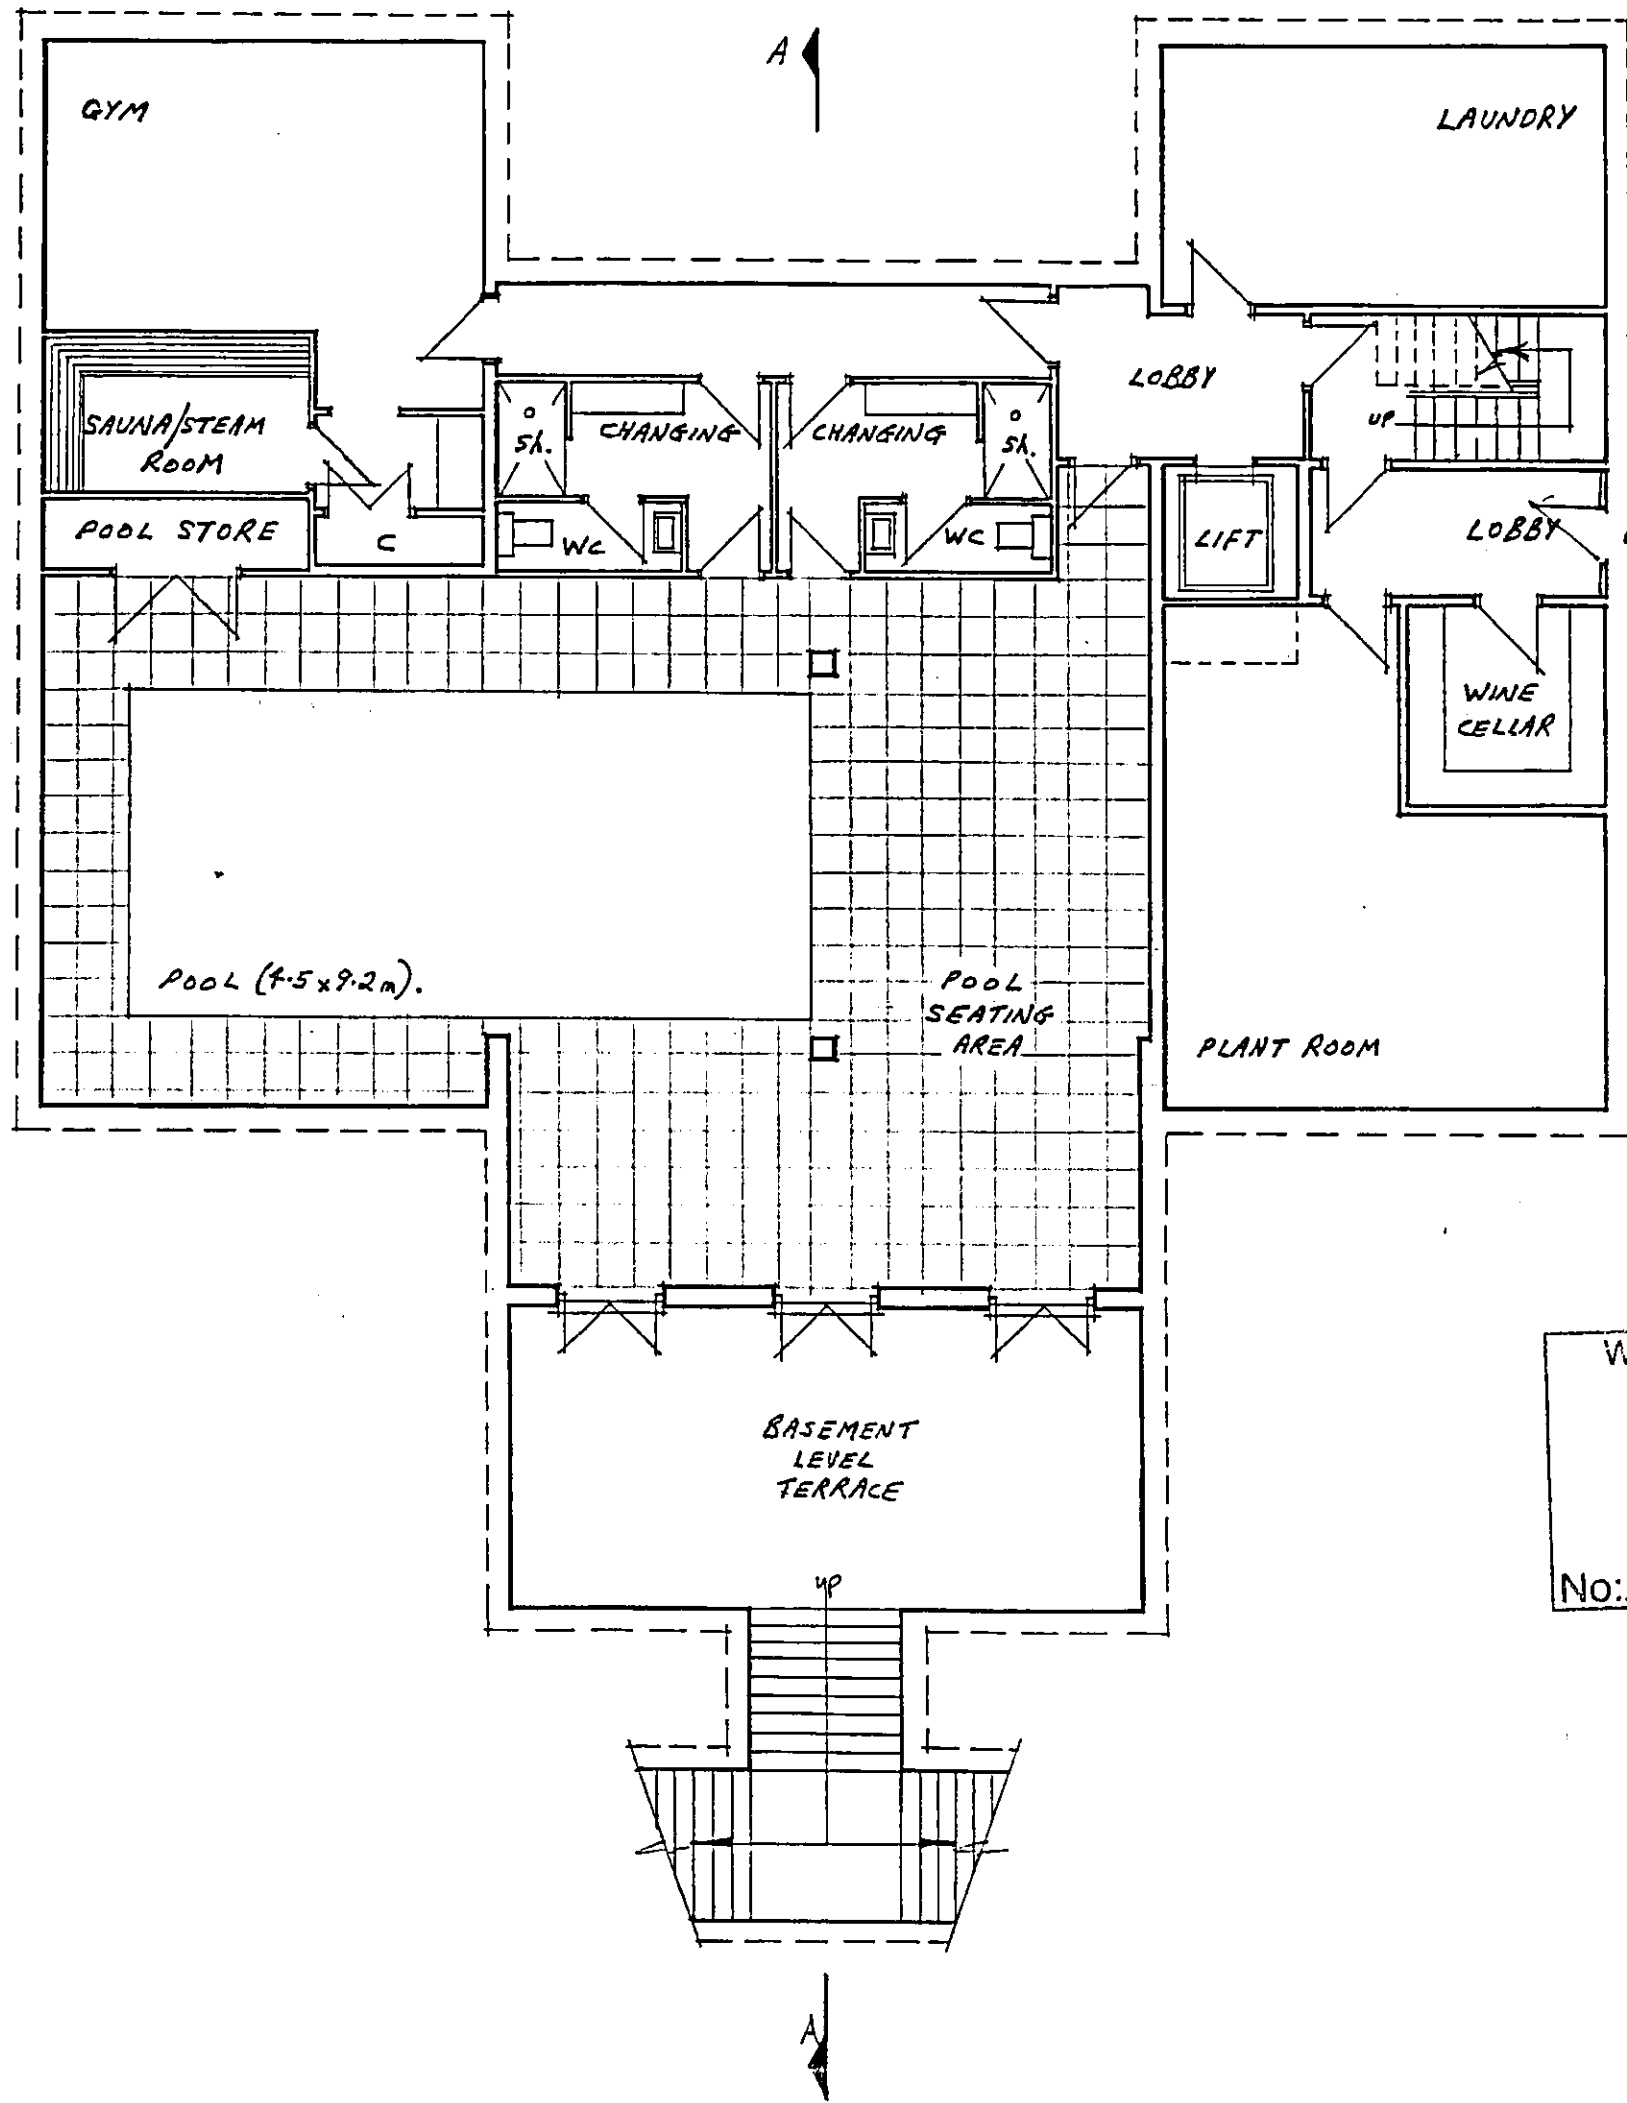 A
GYM
LAUNDRY
LOBBY
UP
SAUNA/STEAM
ROOM
Sh.
CHANGING
CHANGING
Sh.
POOL STORE
C
WC
WC
LIFT
LOBBY
WINE
CELLAR
POOL (4.5 x 9.2m).
POOL
SEATING
AREA
PLANT ROOM
BASEMENT
LEVEL
TERRACE
UP
No:
A